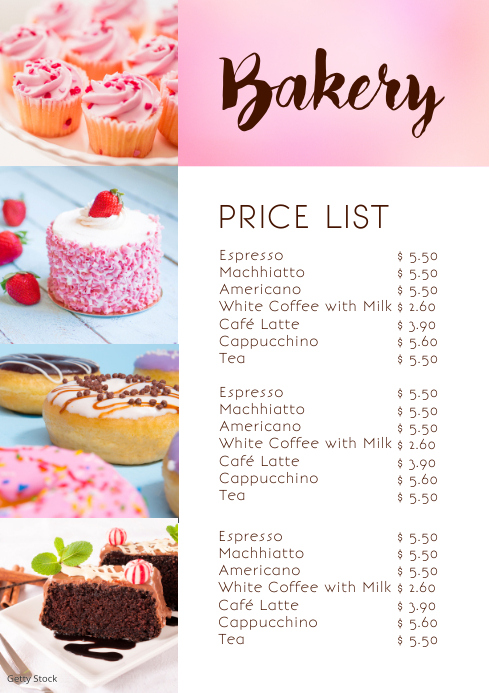 Bakery
PRICE LIST
Espresso $ 5.50
Machhiatto $ 5.50
Americano $ 5.50
White Coffee with Milk $ 2.60
Café Latte $ 3.90
Cappucchino $ 5.60
Tea $ 5.50
Espresso $ 5.50
Machhiatto $ 5.50
Americano $ 5.50
White Coffee with Milk $ 2.60
Café Latte $ 3.90
Cappucchino $ 5.60
Tea $ 5.50
Espresso $ 5.50
Machhiatto $ 5.50
Americano $ 5.50
White Coffee with Milk $ 2.60
Café Latte $ 3.90
Cappucchino $ 5.60
Tea $ 5.50
Getty Stock